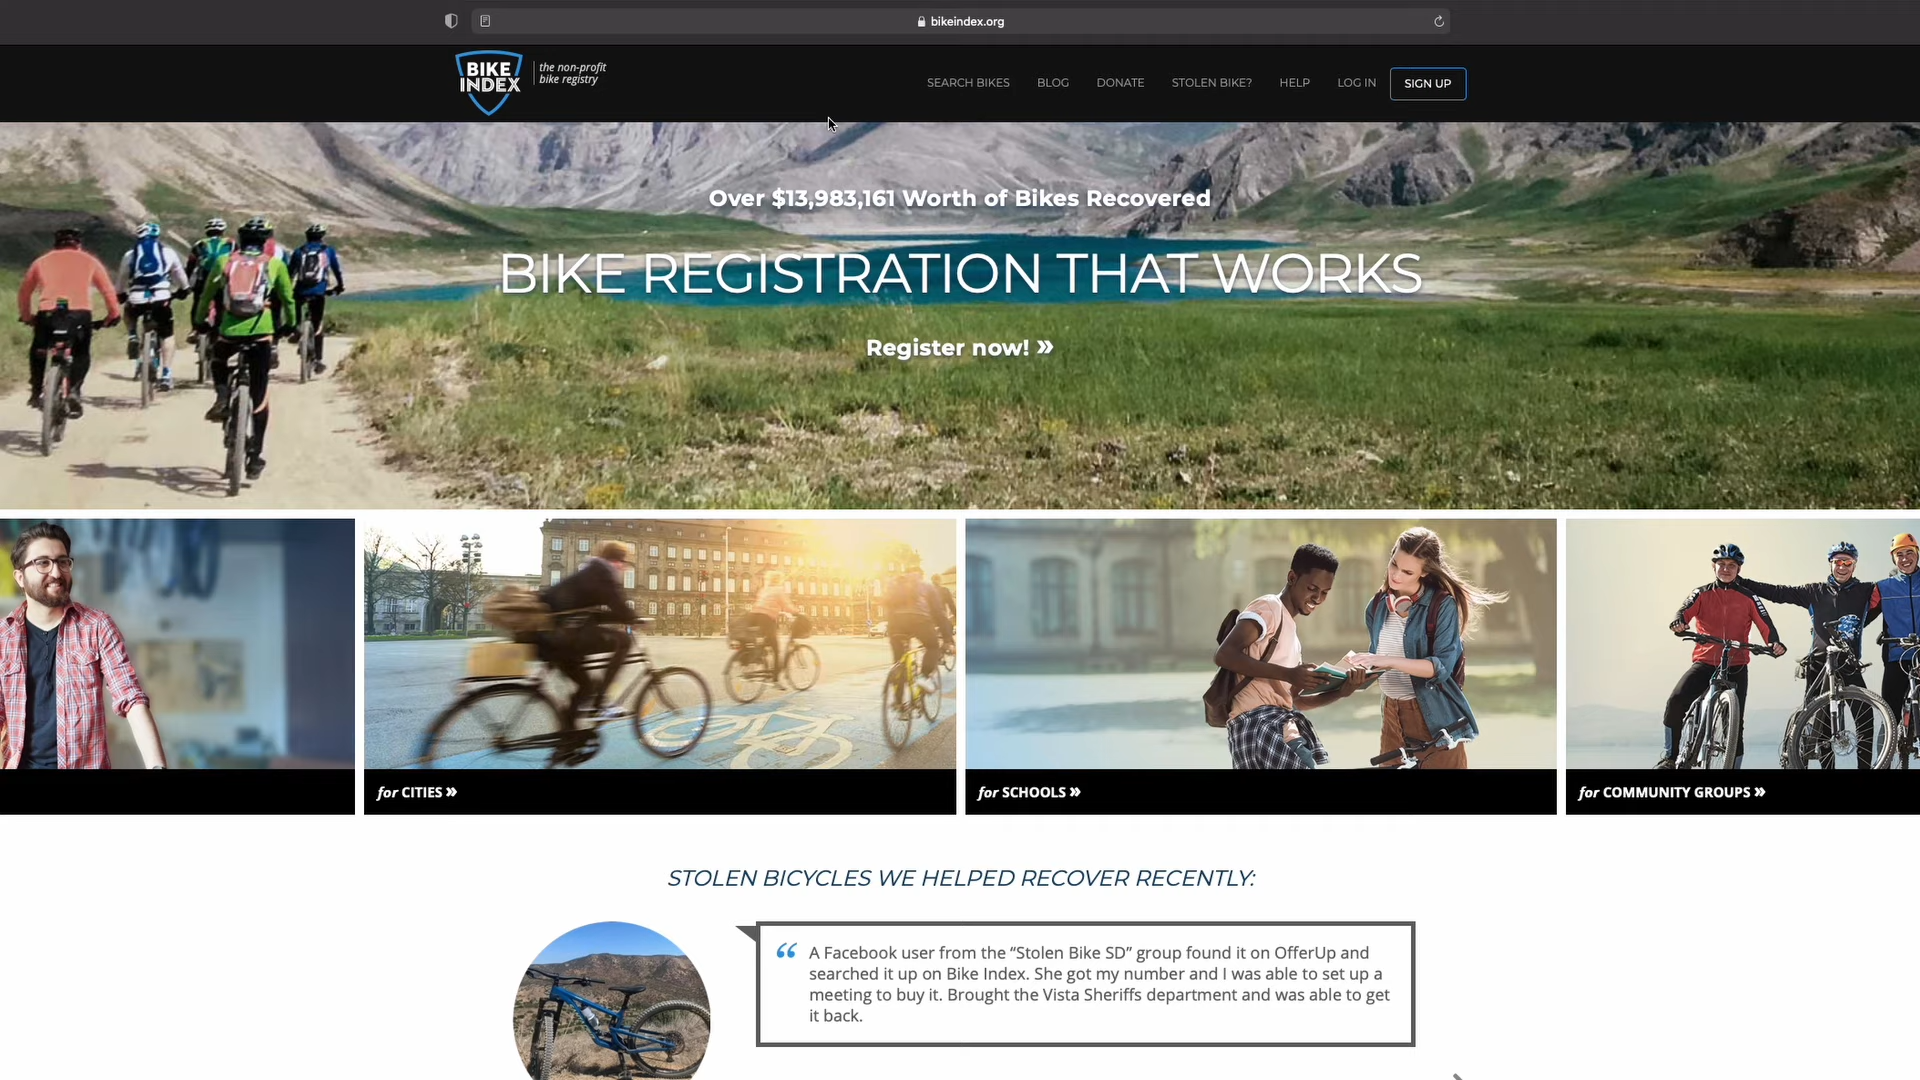 bikeindex.org
BIKE INDEX
the non-profit
bike registry
SEARCH BIKES
BLOG
DONATE
STOLEN BIKE?
HELP
LOG IN
SIGN UP
Over $13,983,161 Worth of Bikes Recovered
BIKE REGISTRATION THAT WORKS
Register now! »
for CITIES »
for SCHOOLS »
for COMMUNITY GROUPS »
STOLEN BICYCLES WE HELPED RECOVER RECENTLY:
“ A Facebook user from the “Stolen Bike SD” group found it on OfferUp and
searched it up on Bike Index. She got my number and I was able to set up a
meeting to buy it. Brought the Vista Sheriffs department and was able to get
it back.